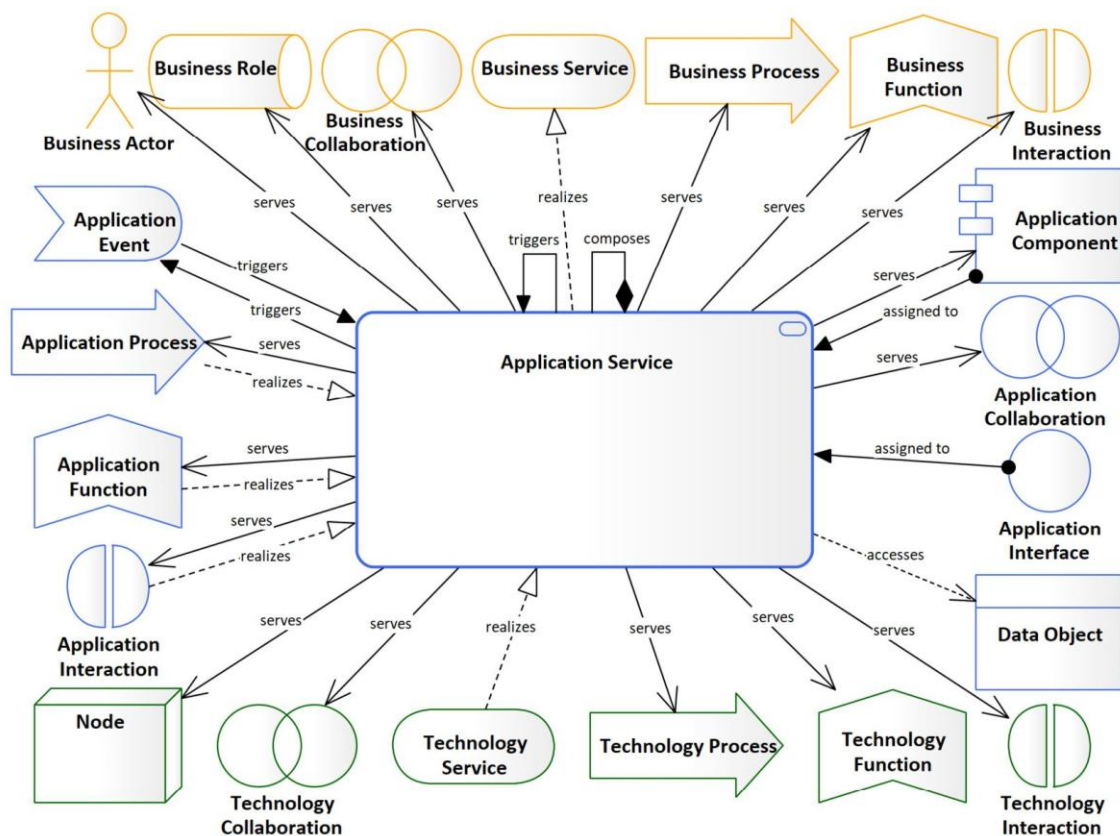 Business Role
Business Service
Business Process
Business
Function
Business Actor
Business
Collaboration
Business
Interaction
serves
serves
serves
realizes
serves
serves
serves
Application
Event
triggers
composes
Application
Component
triggers
triggers
serves
assigned to
Application Process
serves
realizes
Application Service
serves
Application
Collaboration
Application
Function
serves
realizes
assigned to
Application
Interface
serves
realizes
Application
Interaction
accesses
Data Object
serves
serves
realizes
serves
serves
serves
Node
Technology
Collaboration
Technology
Service
Technology Process
Technology
Function
Technology
Interaction